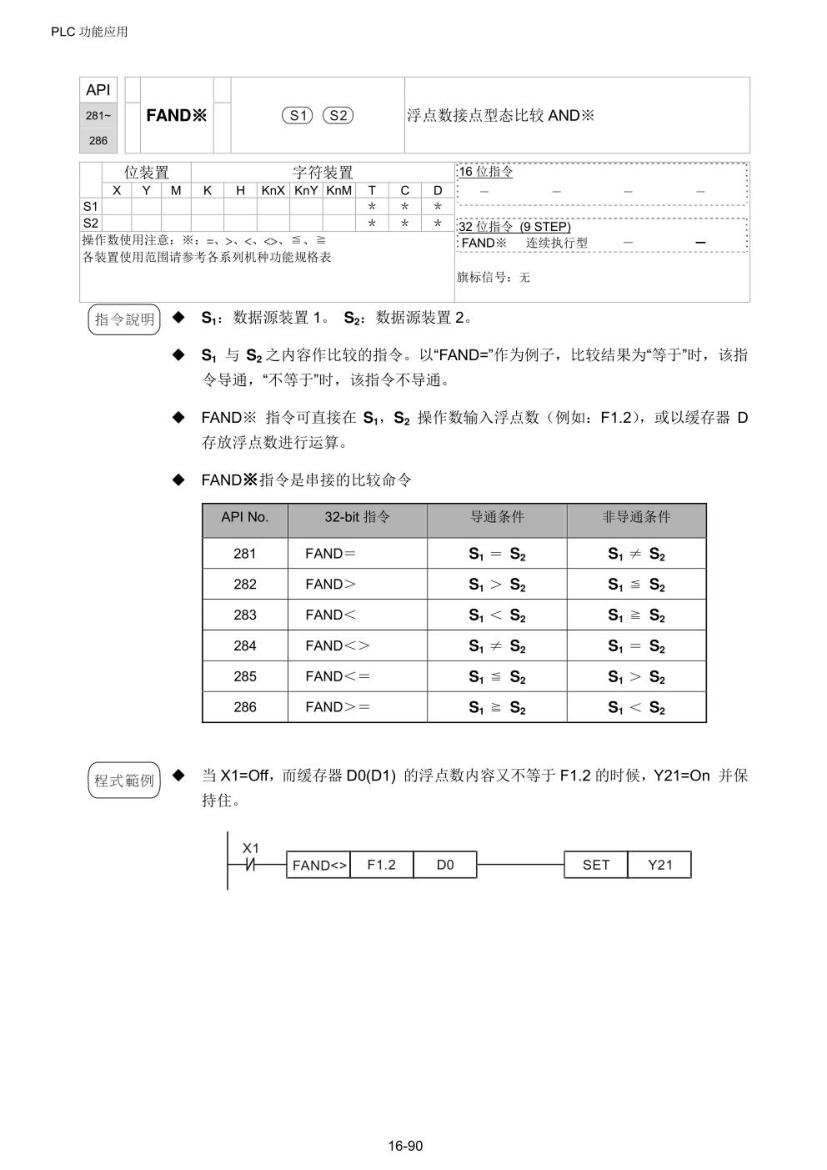 PLC 功能应用
API
281~
286
FAND※
S1 S2
浮点数接点型态比较 AND※
位装置 字符装置
X Y M K H KnX KnY KnM T C D
S1 * * *
S2 * * *
操作数使用注意：※：=、>、<、<>、≦、≧
各装置使用范围请参考各系列机种功能规格表
16 位指令
－ － － －
32 位指令 (9 STEP)
FAND※ 连续执行型 － －
旗标信号：无
指令說明
◆ S₁：数据源装置 1。 S₂：数据源装置 2。
◆ S₁ 与 S₂ 之内容作比较的指令。以“FAND=”作为例子，比较结果为“等于”时，该指
令导通，“不等于”时，该指令不导通。
◆ FAND※ 指令可直接在 S₁，S₂ 操作数输入浮点数（例如：F1.2），或以缓存器 D
存放浮点数进行运算。
◆ FAND※指令是串接的比较命令
API No. 32-bit 指令 导通条件 非导通条件
281 FAND＝ S₁ ＝ S₂ S₁ ≠ S₂
282 FAND＞ S₁ ＞ S₂ S₁ ≦ S₂
283 FAND＜ S₁ ＜ S₂ S₁ ≧ S₂
284 FAND＜＞ S₁ ≠ S₂ S₁ ＝ S₂
285 FAND＜＝ S₁ ≦ S₂ S₁ ＞ S₂
286 FAND＞＝ S₁ ≧ S₂ S₁ ＜ S₂
程式範例
◆ 当 X1=Off，而缓存器 D0(D1) 的浮点数内容又不等于 F1.2 的时候，Y21=On 并保
持住。
X1
FAND<> F1.2 D0 SET Y21
16-90